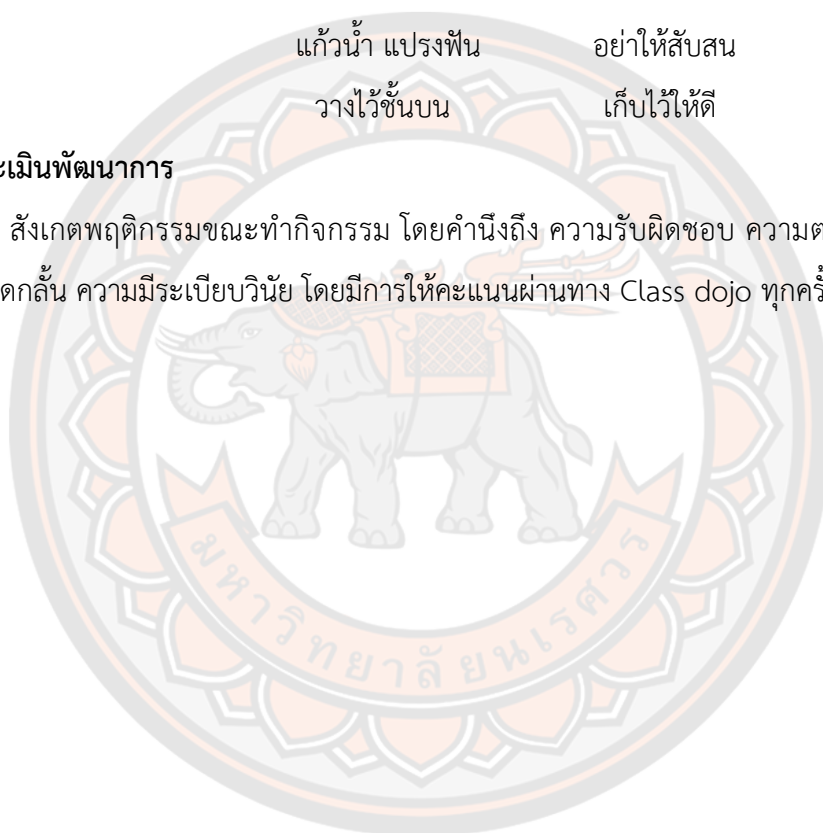 แก้วน้ำ แปรงฟัน อย่าให้สับสน
วางไว้ชั้นบน เก็บไว้ให้ดี
ะเมินพัฒนาการ
สังเกตพฤติกรรมขณะทำกิจกรรม โดยคำนึงถึง ความรับผิดชอบ ความต
ดกลั้น ความมีระเบียบวินัย โดยมีการให้คะแนนผ่านทาง Class dojo ทุกครั้
มหาวิทยาลัยนเรศวร